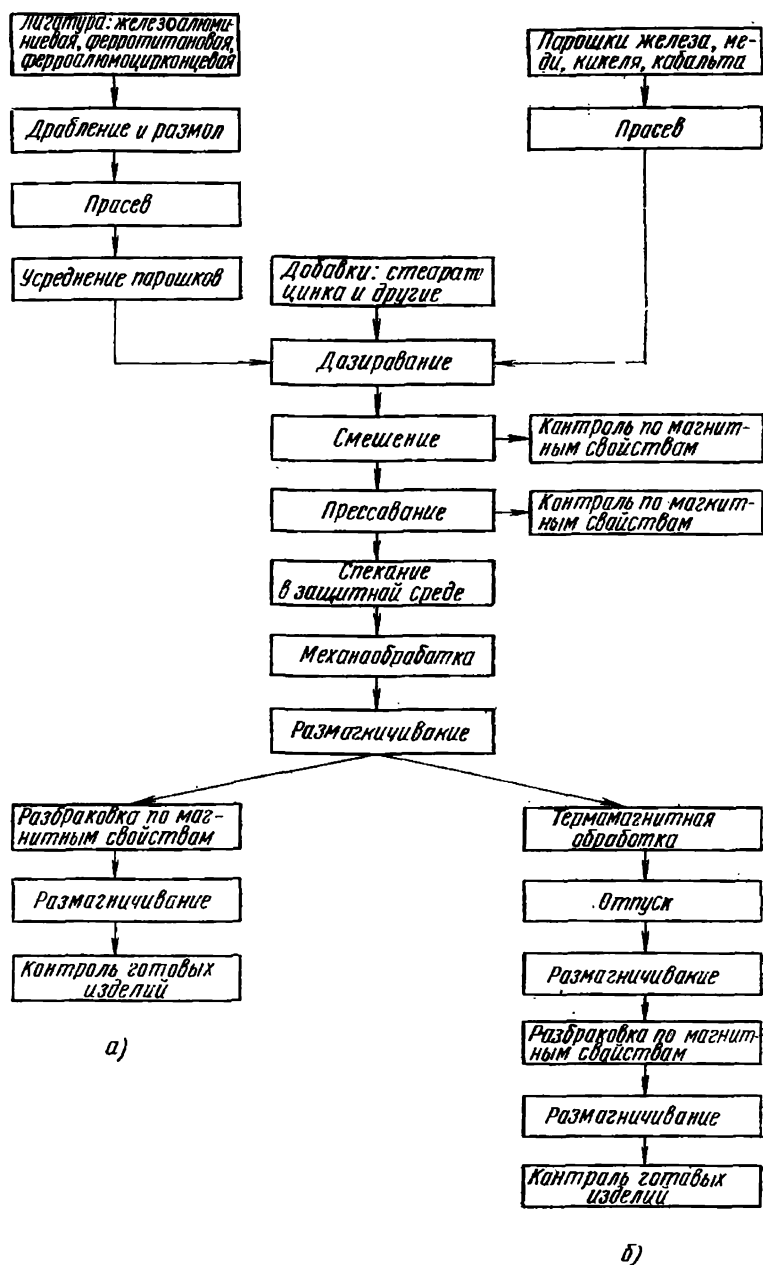 Лигатура: железоалюми-
ниевая, ферротитановая,
ферроалюмоцирконцевая
Дробление и размол
Просев
Усреднение порошков
Порошки железа, ме-
ди, никеля, кобальта
Просев
Добавки: стеарат
цинка и другие
Дозирование
Смешение
Контроль по магнит-
ным свойствам
Прессование
Контроль по магнит-
ным свойствам
Спекание
в защитной среде
Механообработка
Размагничивание
Разбраковка по маг-
нитным свойствам
Размагничивание
Контроль готовых
изделий
а)
Термомагнитная
обработка
Отпуск
Размагничивание
Разбраковка по магнит-
ным свойствам
Размагничивание
Контроль готовых
изделий
б)